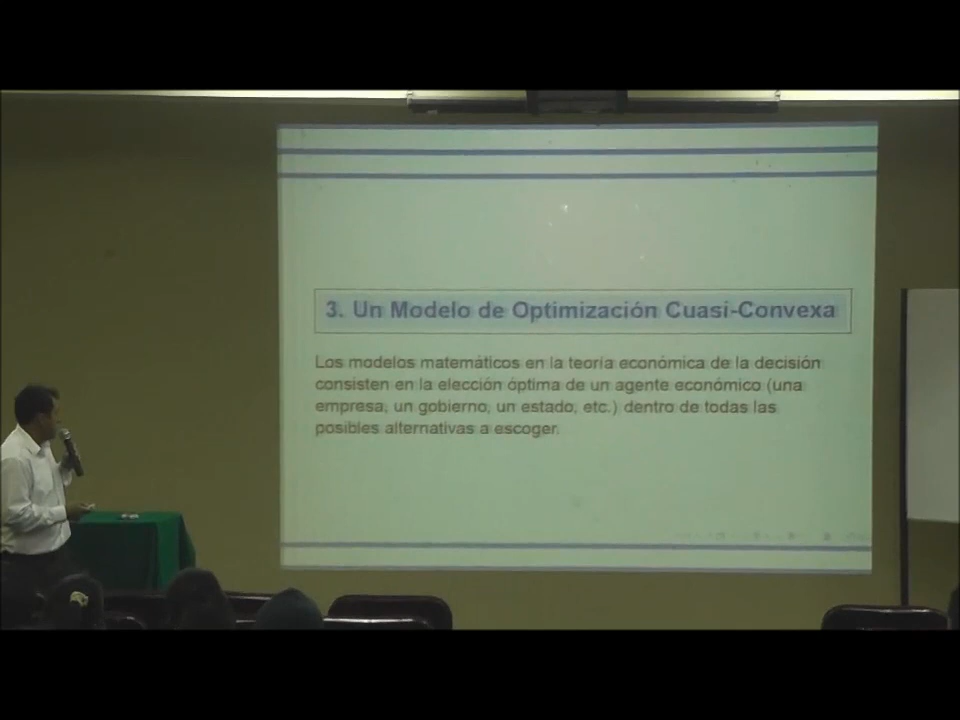 3. Un Modelo de Optimización Cuasi-Convexa
Los modelos matemáticos en la teoría económica de la decisión
consisten en la elección óptima de un agente económico (una
empresa, un gobierno, un estado, etc.) dentro de todas las
posibles alternativas a escoger.